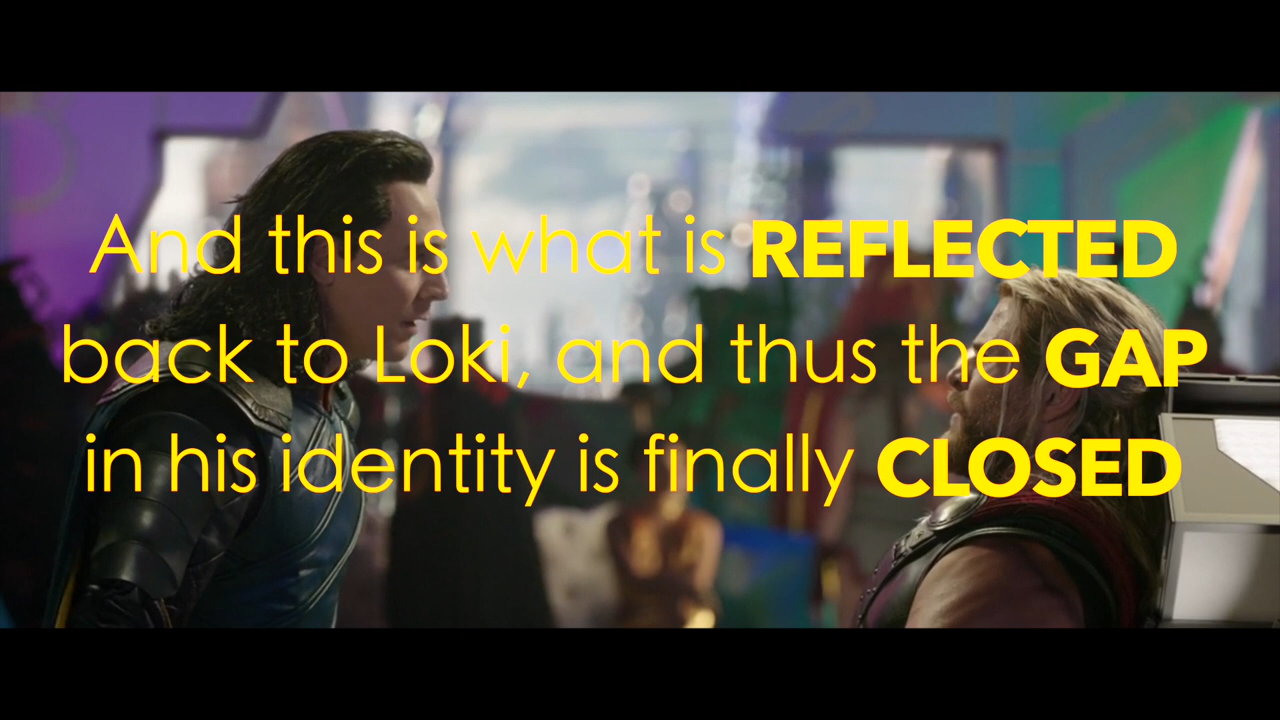 And this is what is REFLECTED
back to Loki, and thus the GAP
in his identity is finally CLOSED